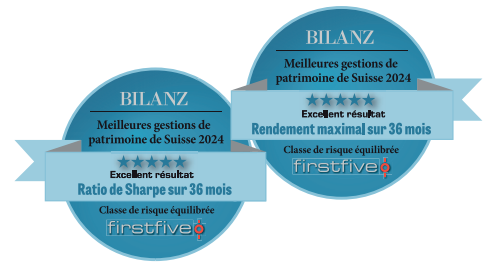 BILANZ
Meilleures gestions de
patrimoine de Suisse 2024
Excellent résultat
Ratio de Sharpe sur 36 mois
Classe de risque équilibrée
firstfive
BILANZ
Meilleures gestions de
patrimoine de Suisse 2024
Excellent résultat
Rendement maximal sur 36 mois
Classe de risque équilibrée
firstfive